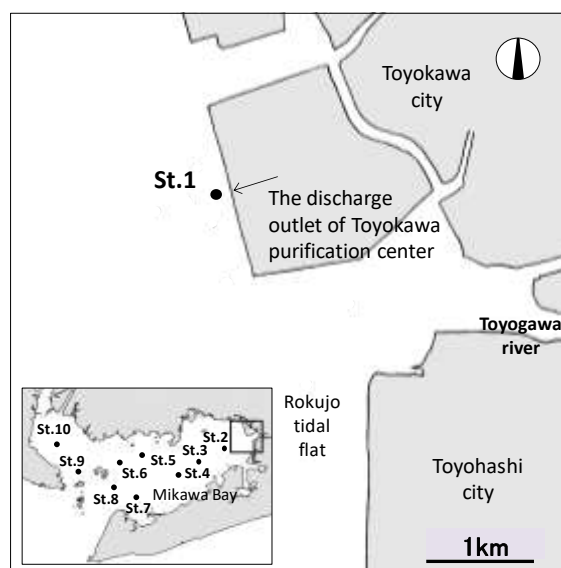 Toyokawa
city
St.1
The discharge
outlet of Toyokawa
purification center
Toyogawa
river
Rokujo
tidal
flat
Toyohashi
city
1km
St.10
St.2
St.3
St.5
St.9
St.6
St.4
St.8
Mikawa Bay
St.7